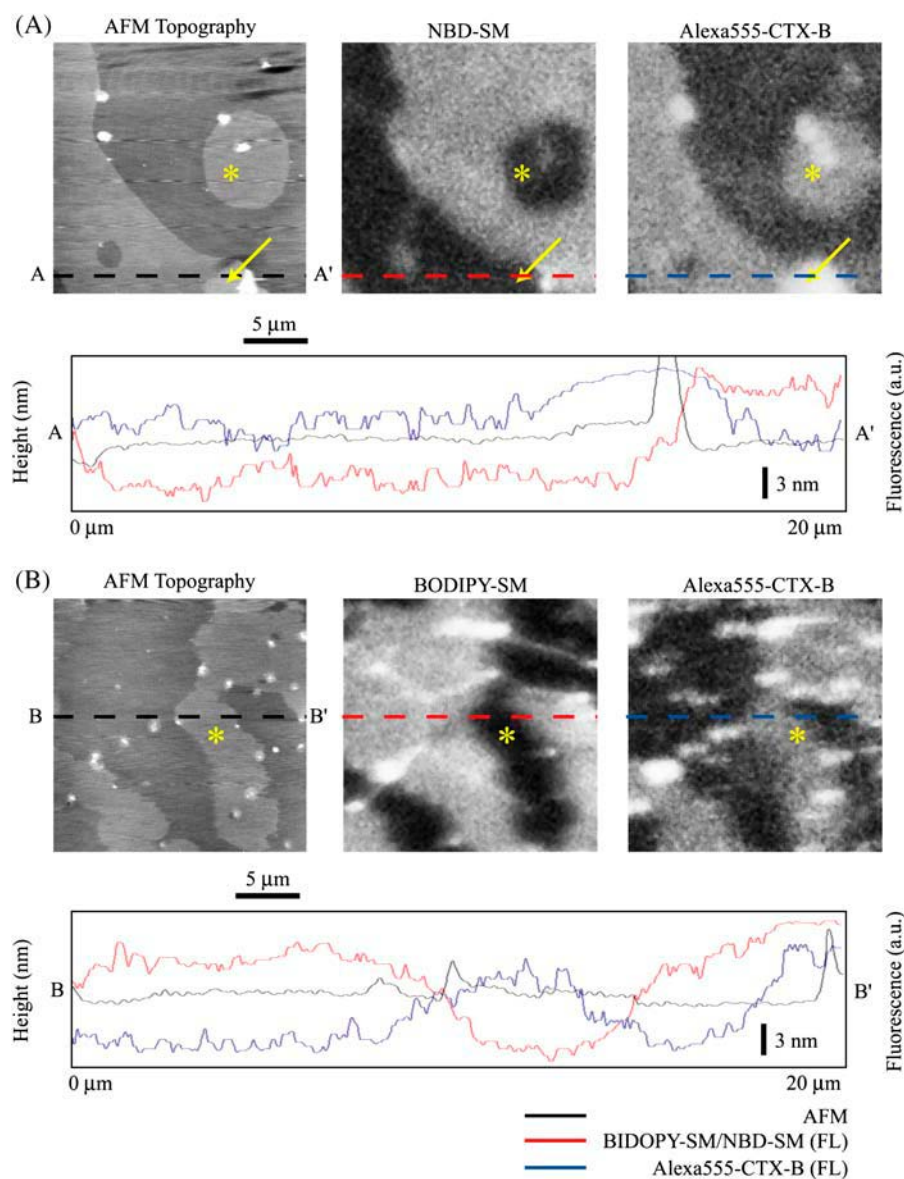 (A)
AFM Topography
NBD-SM
Alexa555-CTX-B
*
*
*
A
A'
5 μm
Height (nm)
A
A'
3 nm
Fluorescence (a.u.)
0 μm
20 μm
(B)
AFM Topography
BODIPY-SM
Alexa555-CTX-B
B
B'
*
*
*
5 μm
Height (nm)
B
B'
3 nm
Fluorescence (a.u.)
0 μm
20 μm
AFM
BIDOPY-SM/NBD-SM (FL)
Alexa555-CTX-B (FL)